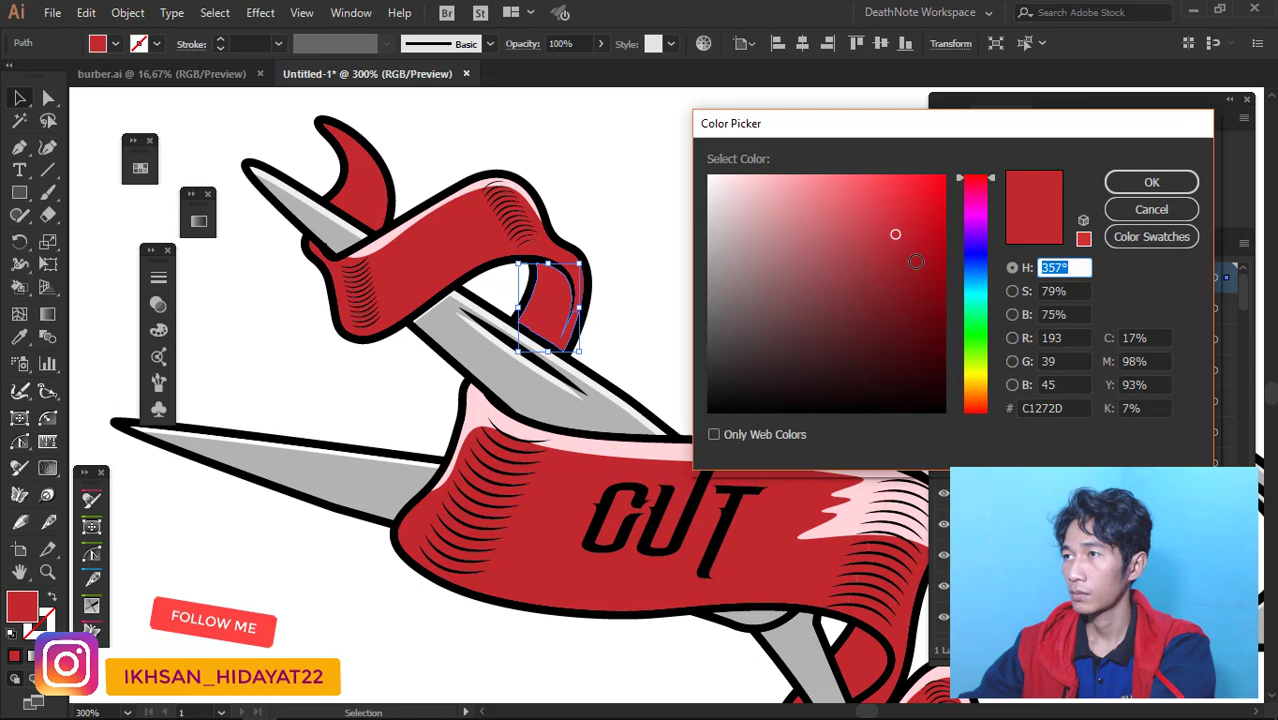 Ai File Edit Object Type Select Effect View Window Help Br St DeathNote Workspace Search Adobe Stock
Path Stroke: Basic Opacity: 100% Style: Transform
burber.ai @ 16,67% (RGB/Preview) × Untitled-1* @ 300% (RGB/Preview) ×
Color Picker
Select Color:
OK
Cancel
Color Swatches
H: 357°
S: 79%
B: 75%
R: 193 C: 17%
G: 39 M: 98%
B: 45 Y: 93%
# C1272D K: 7%
Only Web Colors
CUT
FOLLOW ME
IKHSAN_HIDAYAT22
300% 1 Selection